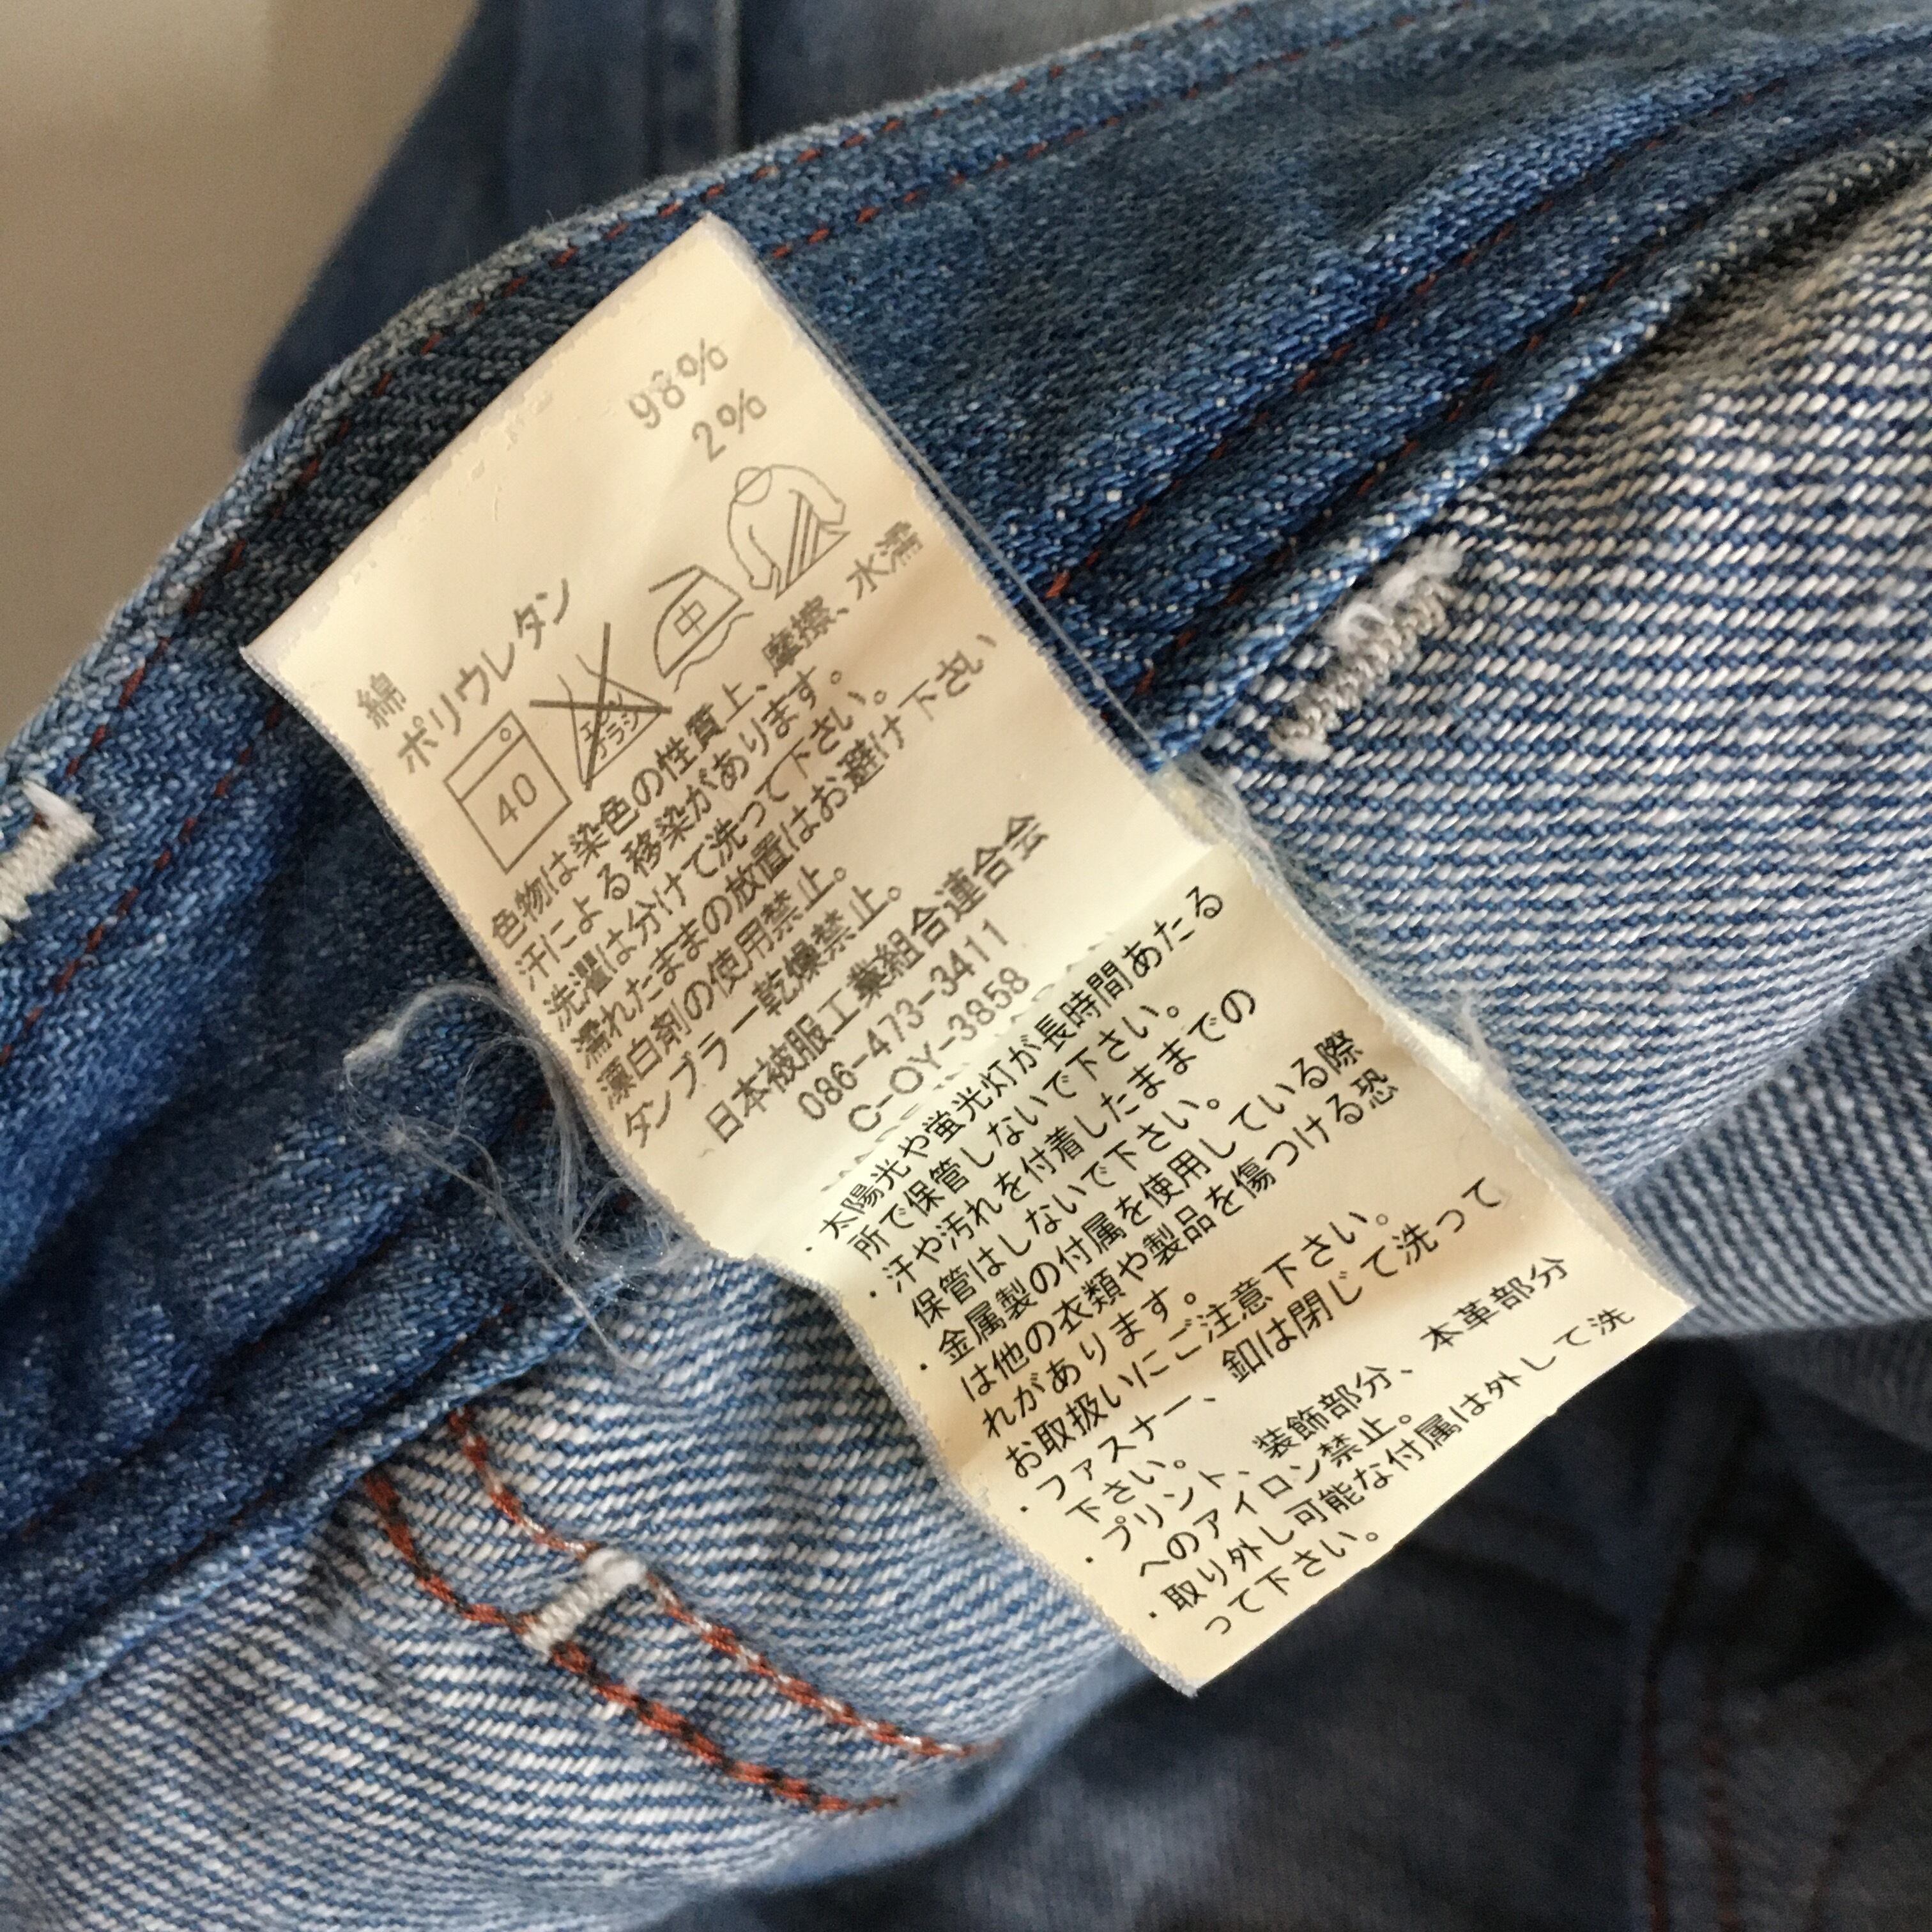 綿 98%
ポリウレタン 2%
40 エンソ サラシ 中
色物は染色の性質上、摩擦、水濡
汗による移染があります。
洗濯は分けて洗って下さい。
濡れたままの放置はお避け下さい
漂白剤の使用禁止。
タンブラー乾燥禁止。
日本被服工業組合連合会
086-473-3411
C-OY-3858
・太陽光や蛍光灯が長時間あたる
所で保管しないで下さい。
・汗や汚れを付着したままでの
保管はしないで下さい。
・金属製の付属を使用している際
は他の衣類や製品を傷つける恐
れがあります。
お取扱いにご注意下さい。
・ファスナー、釦は閉じて洗って
下さい。
・プリント、装飾部分、本革部分
へのアイロン禁止。
・取り外し可能な付属は外して洗
って下さい。